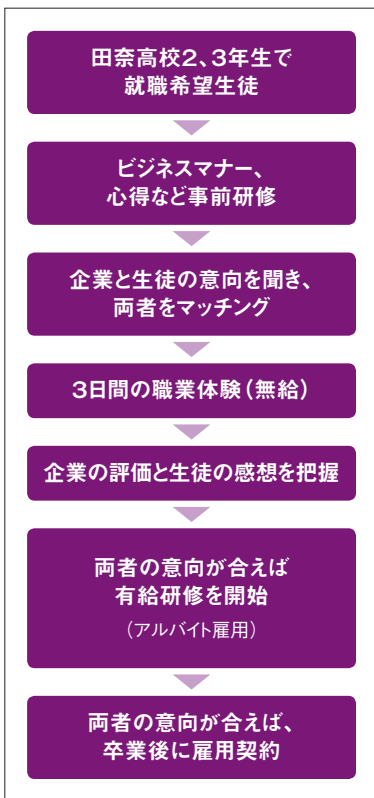 田奈高校2、3年生で
就職希望生徒
ビジネスマナー、
心得など事前研修
企業と生徒の意向を聞き、
両者をマッチング
3日間の職業体験（無給）
企業の評価と生徒の感想を把握
両者の意向が合えば
有給研修を開始
（アルバイト雇用）
両者の意向が合えば、
卒業後に雇用契約